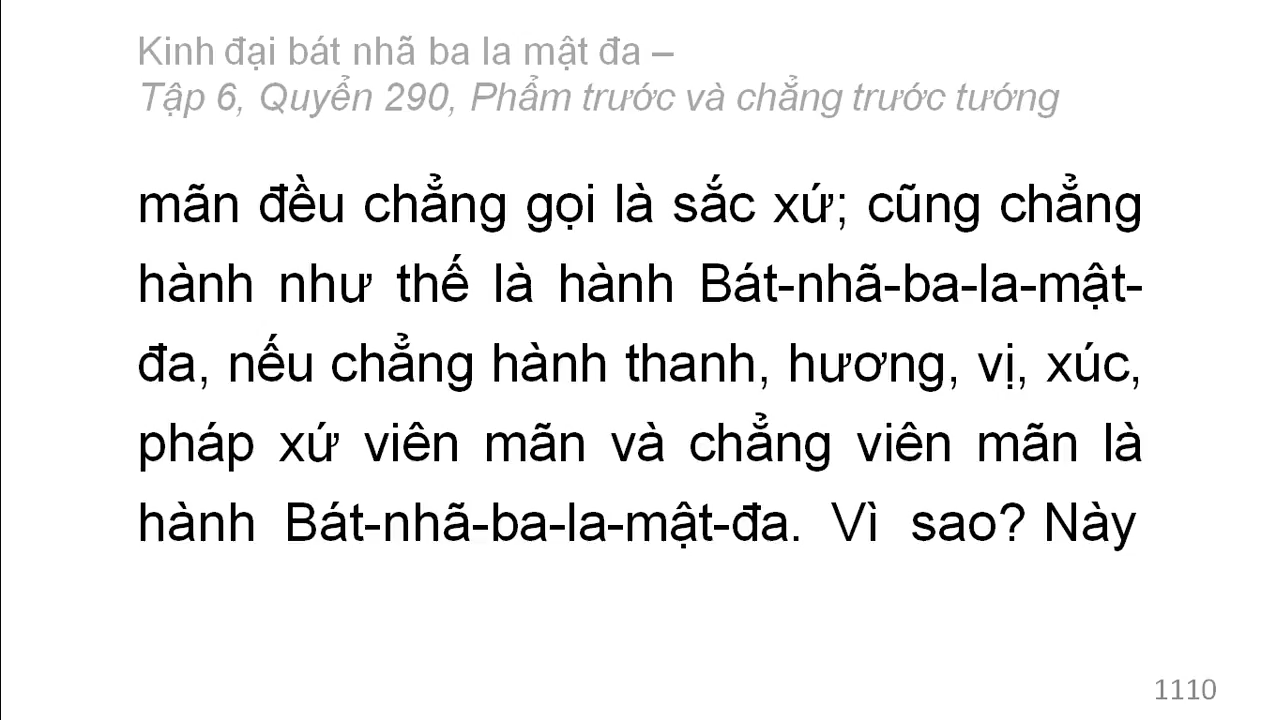 Kinh đại bát nhã ba la mật đa –
Tập 6, Quyển 290, Phẩm trước và chẳng trước tướng
mãn đều chẳng gọi là sắc xứ; cũng chẳng
hành như thế là hành Bát-nhã-ba-la-mật-
đa, nếu chẳng hành thanh, hương, vị, xúc,
pháp xứ viên mãn và chẳng viên mãn là
hành Bát-nhã-ba-la-mật-đa. Vì sao? Này
1110